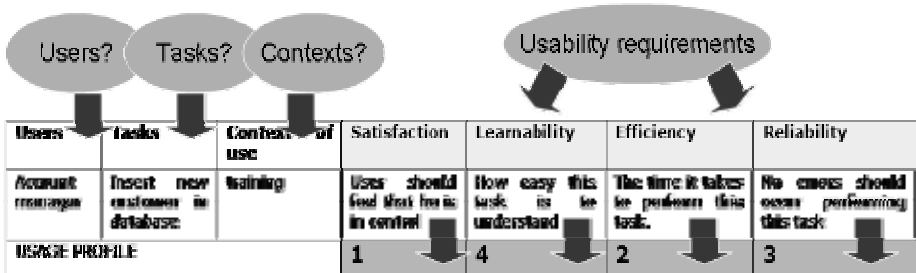 Users? Tasks? Contexts? Usability requirements
Users Tasks Context of use Satisfaction Learnability Efficiency Reliability
Account manager
Insert new customer in database
training
User should feel that he is in control
How easy this task is to understand
The time it takes to perform this task.
No errors should occur performing this task
USAGE PROFILE 1 4 2 3